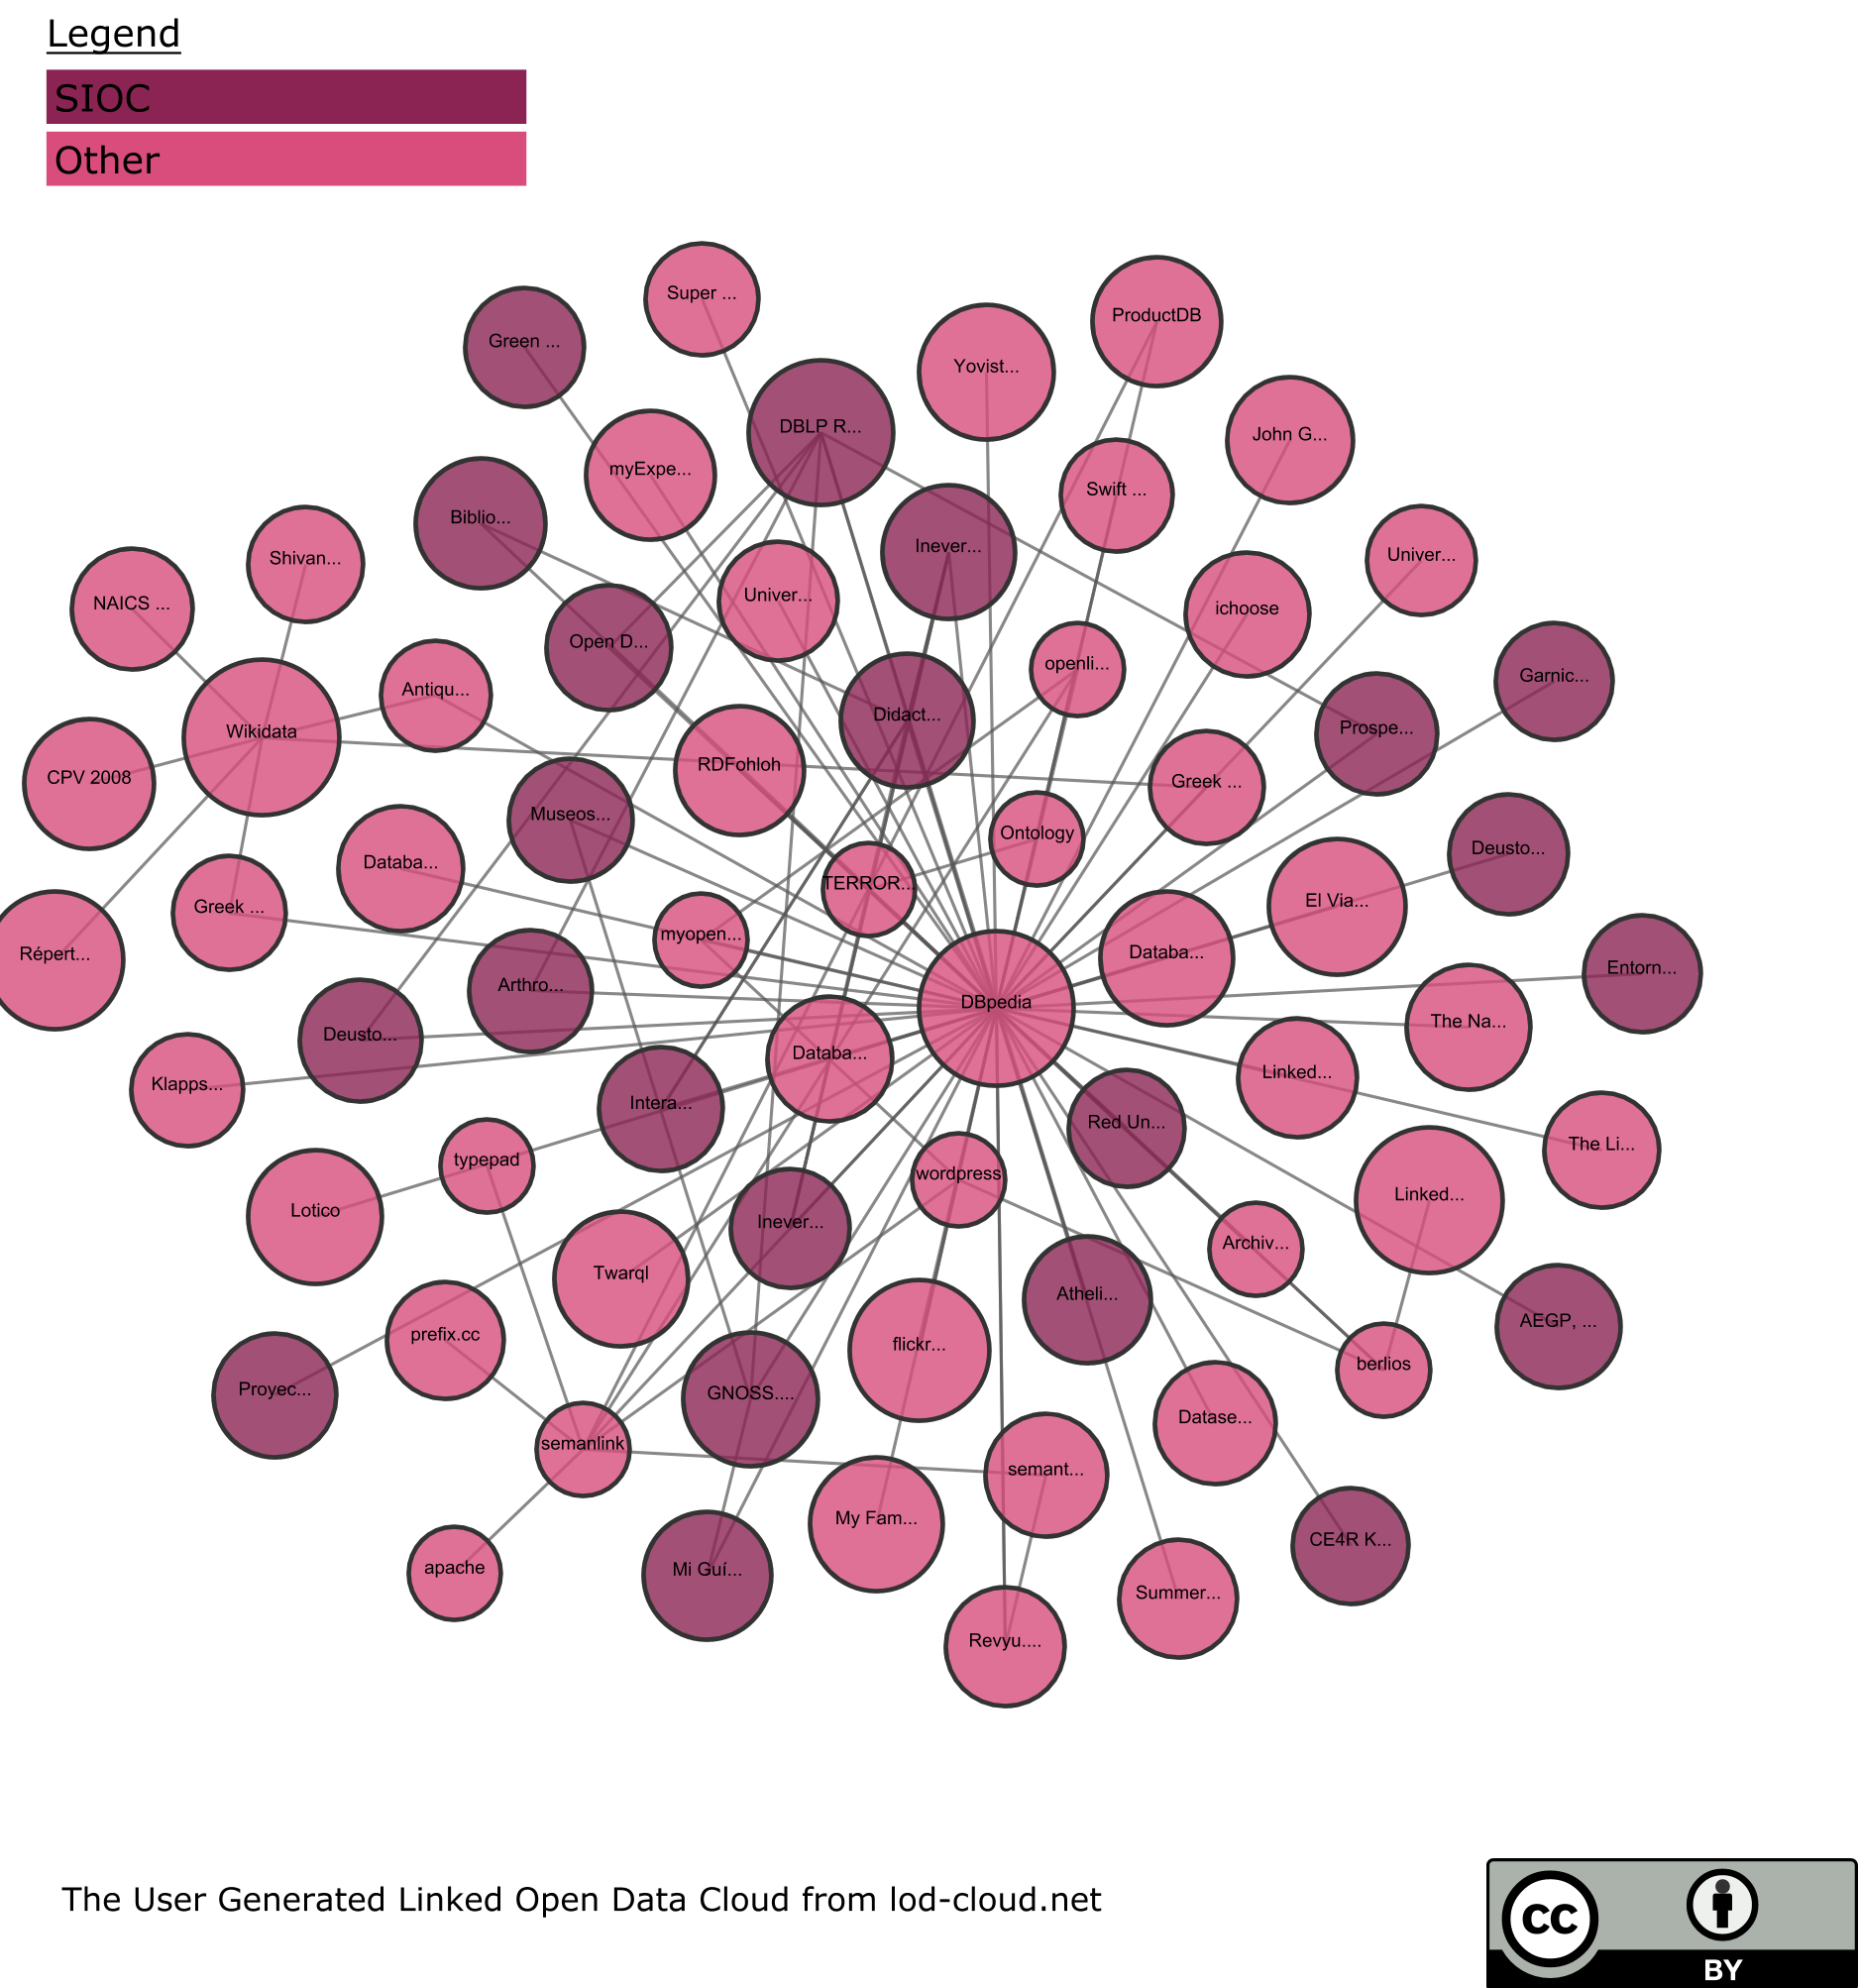 Legend
SIOC
Other
Super ...
ProductDB
Green ...
Yovist...
DBLP R...
John G...
myExpe...
Swift ...
Biblio...
Inever...
Univer...
Shivan...
NAICS ...
Univer...
ichoose
Open D...
openli...
Garnic...
Antiqu...
Didact...
Prospe...
Wikidata
RDFohloh
CPV 2008
Greek ...
Museos...
Ontology
Deusto...
Databa...
TERROR...
El Via...
Greek ...
myopen...
Databa...
Répert...
Entorn...
Arthro...
DBpedia
The Na...
Deusto...
Databa...
Linked...
Klapps...
Intera...
Red Un...
The Li...
typepad
wordpress
Linked...
Lotico
Inever...
Archiv...
Twarql
Atheli...
AEGP, ...
prefix.cc
flickr...
berlios
Proyec...
GNOSS....
Datase...
semanlink
semant...
My Fam...
CE4R K...
apache
Mi Guí...
Summer...
Revyu....
The User Generated Linked Open Data Cloud from lod-cloud.net
cc
BY